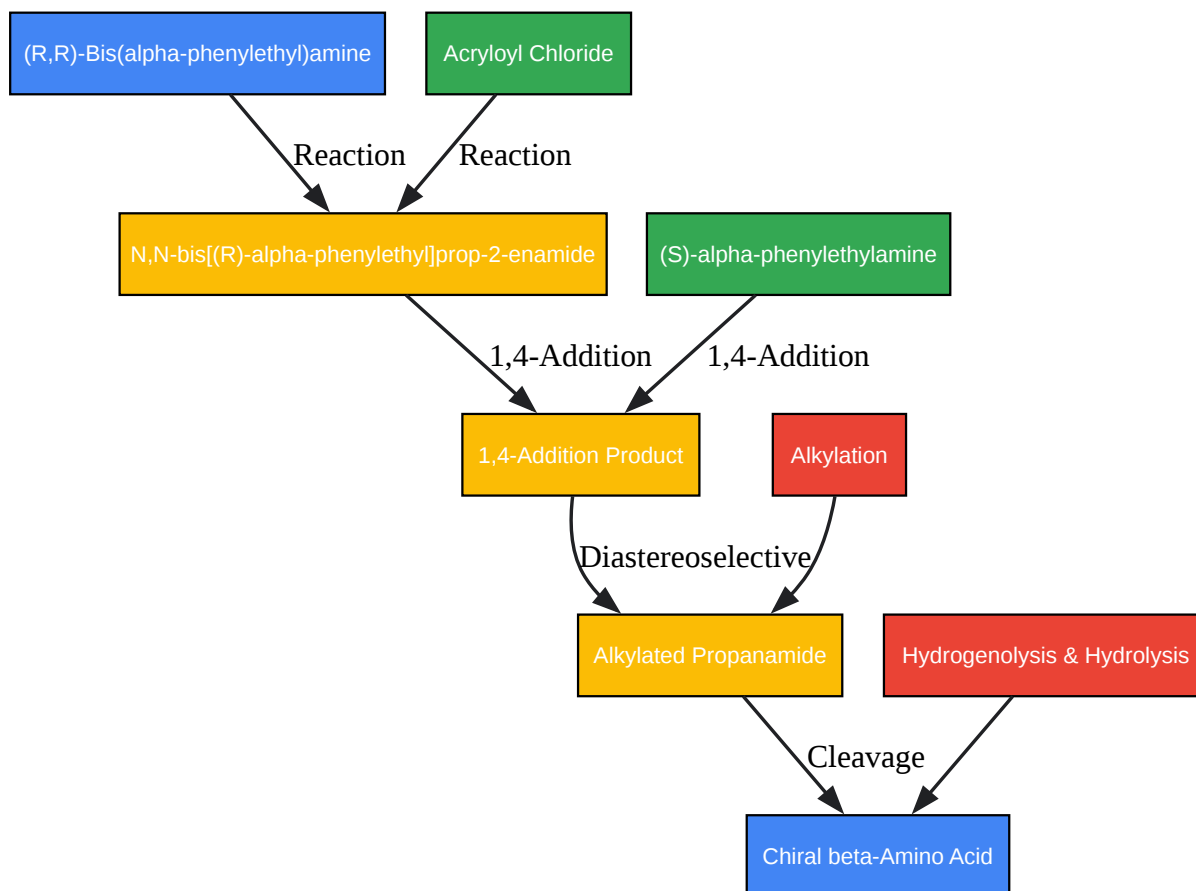 (R,R)-Bis(alpha-phenylethyl)amine
Acryloyl Chloride
Reaction
Reaction
N,N-bis[(R)-alpha-phenylethyl]prop-2-enamide
(S)-alpha-phenylethylamine
1,4-Addition
1,4-Addition
1,4-Addition Product
Alkylation
Diastereoselective
Alkylated Propanamide
Hydrogenolysis & Hydrolysis
Cleavage
Chiral beta-Amino Acid